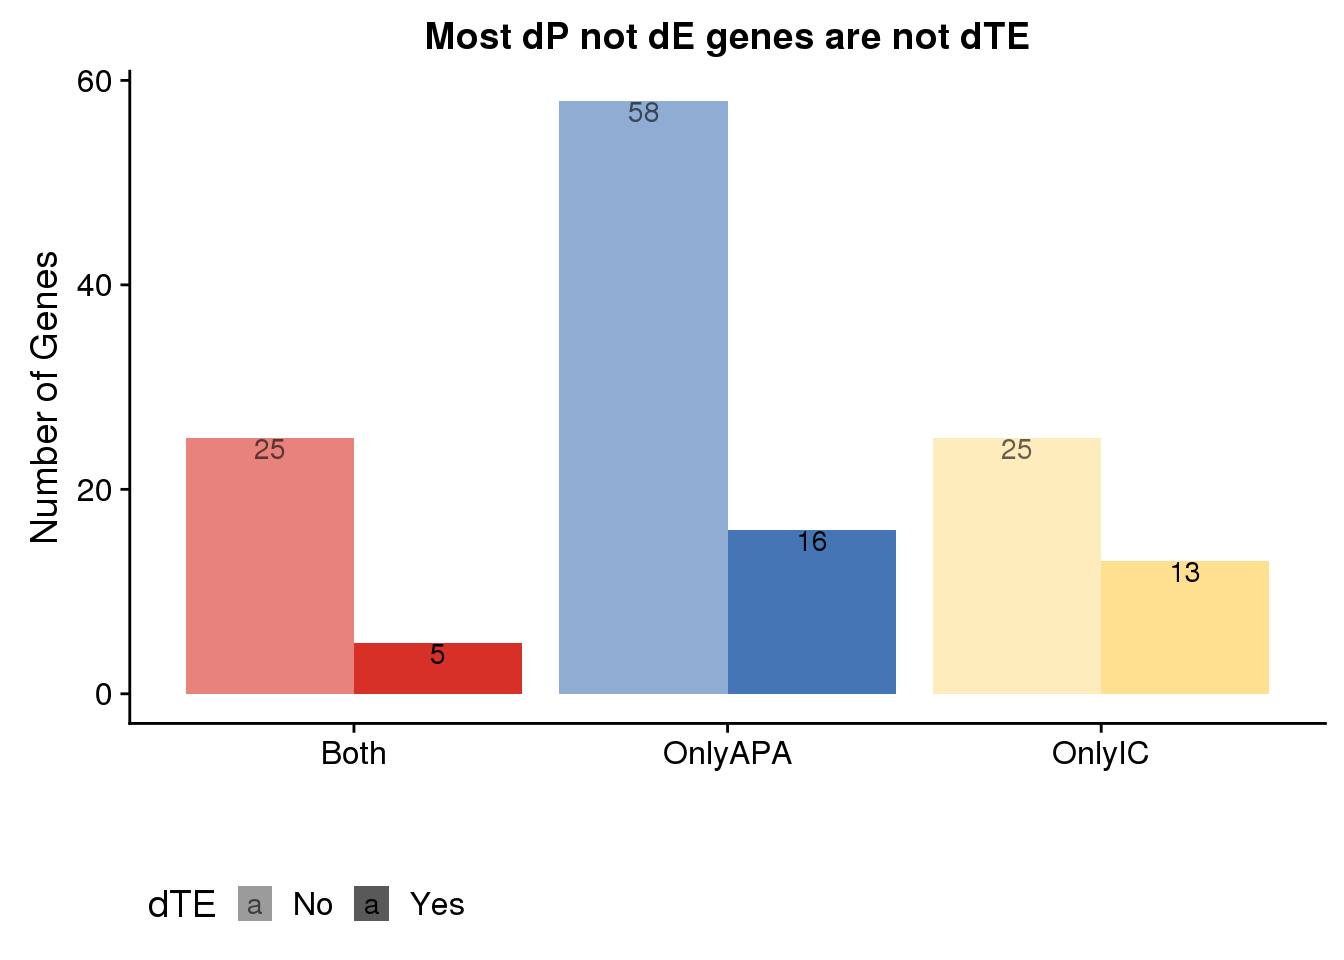 Most dP not dE genes are not dTE
Number of Genes
60
40
20
0
25
5
58
16
25
13
Both
OnlyAPA
OnlyIC
dTE a No a Yes